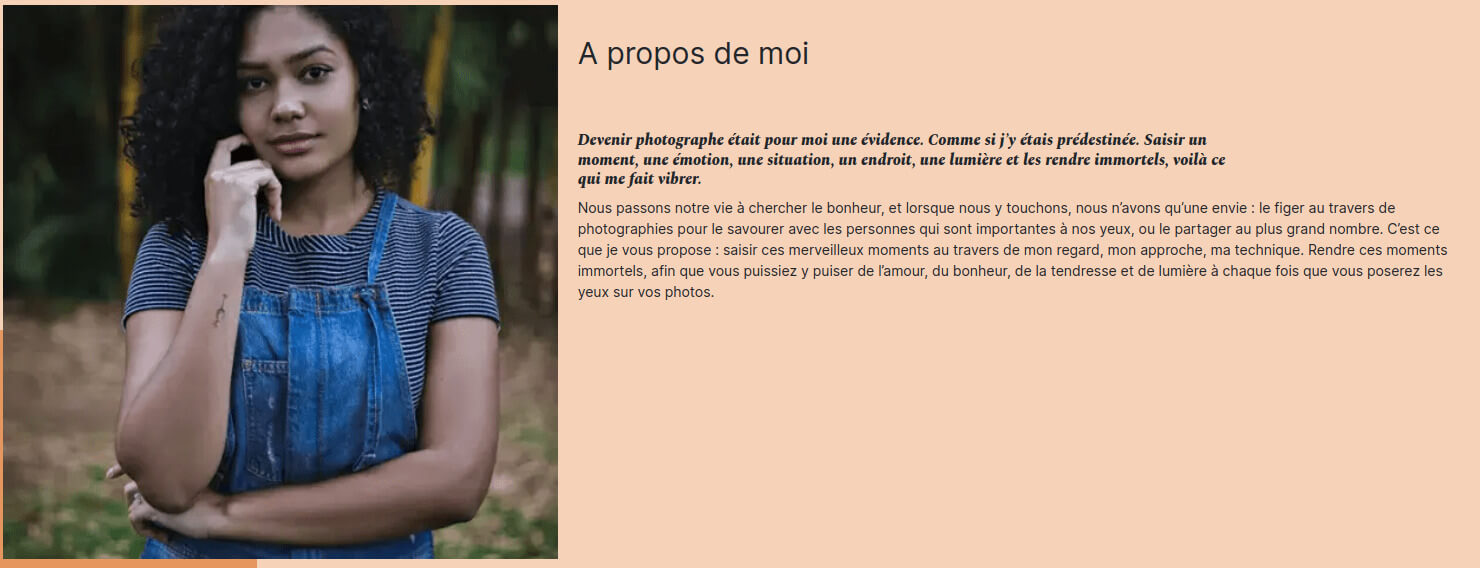 A propos de moi
Devenir photographe était pour moi une évidence. Comme si j'y étais prédestinée. Saisir un
moment, une émotion, une situation, un endroit, une lumière et les rendre immortels, voilà ce
qui me fait vibrer.
Nous passons notre vie à chercher le bonheur, et lorsque nous y touchons, nous n'avons qu'une envie : le figer au travers de
photographies pour le savourer avec les personnes qui sont importantes à nos yeux, ou le partager au plus grand nombre. C'est ce
que je vous propose : saisir ces merveilleux moments au travers de mon regard, mon approche, ma technique. Rendre ces moments
immortels, afin que vous puissiez y puiser de l'amour, du bonheur, de la tendresse et de lumière à chaque fois que vous poserez les
yeux sur vos photos.